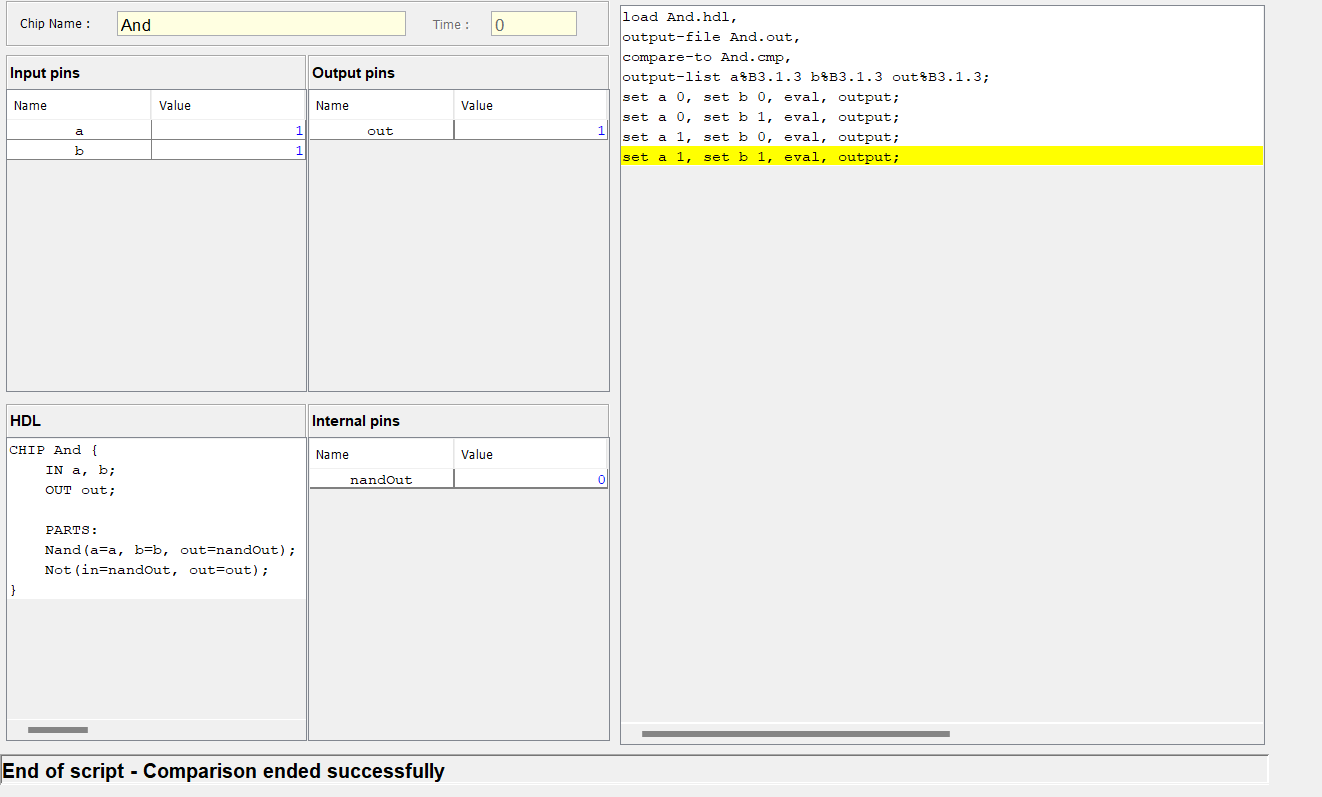 Chip Name : And Time : 0
Input pins
Name Value
a 1
b 1
Output pins
Name Value
out 1
HDL
CHIP And {
    IN a, b;
    OUT out;

    PARTS:
    Nand(a=a, b=b, out=nandOut);
    Not(in=nandOut, out=out);
}
Internal pins
Name Value
nandOut 0
load And.hdl,
output-file And.out,
compare-to And.cmp,
output-list a%B3.1.3 b%B3.1.3 out%B3.1.3;
set a 0, set b 0, eval, output;
set a 0, set b 1, eval, output;
set a 1, set b 0, eval, output;
set a 1, set b 1, eval, output;
End of script - Comparison ended successfully